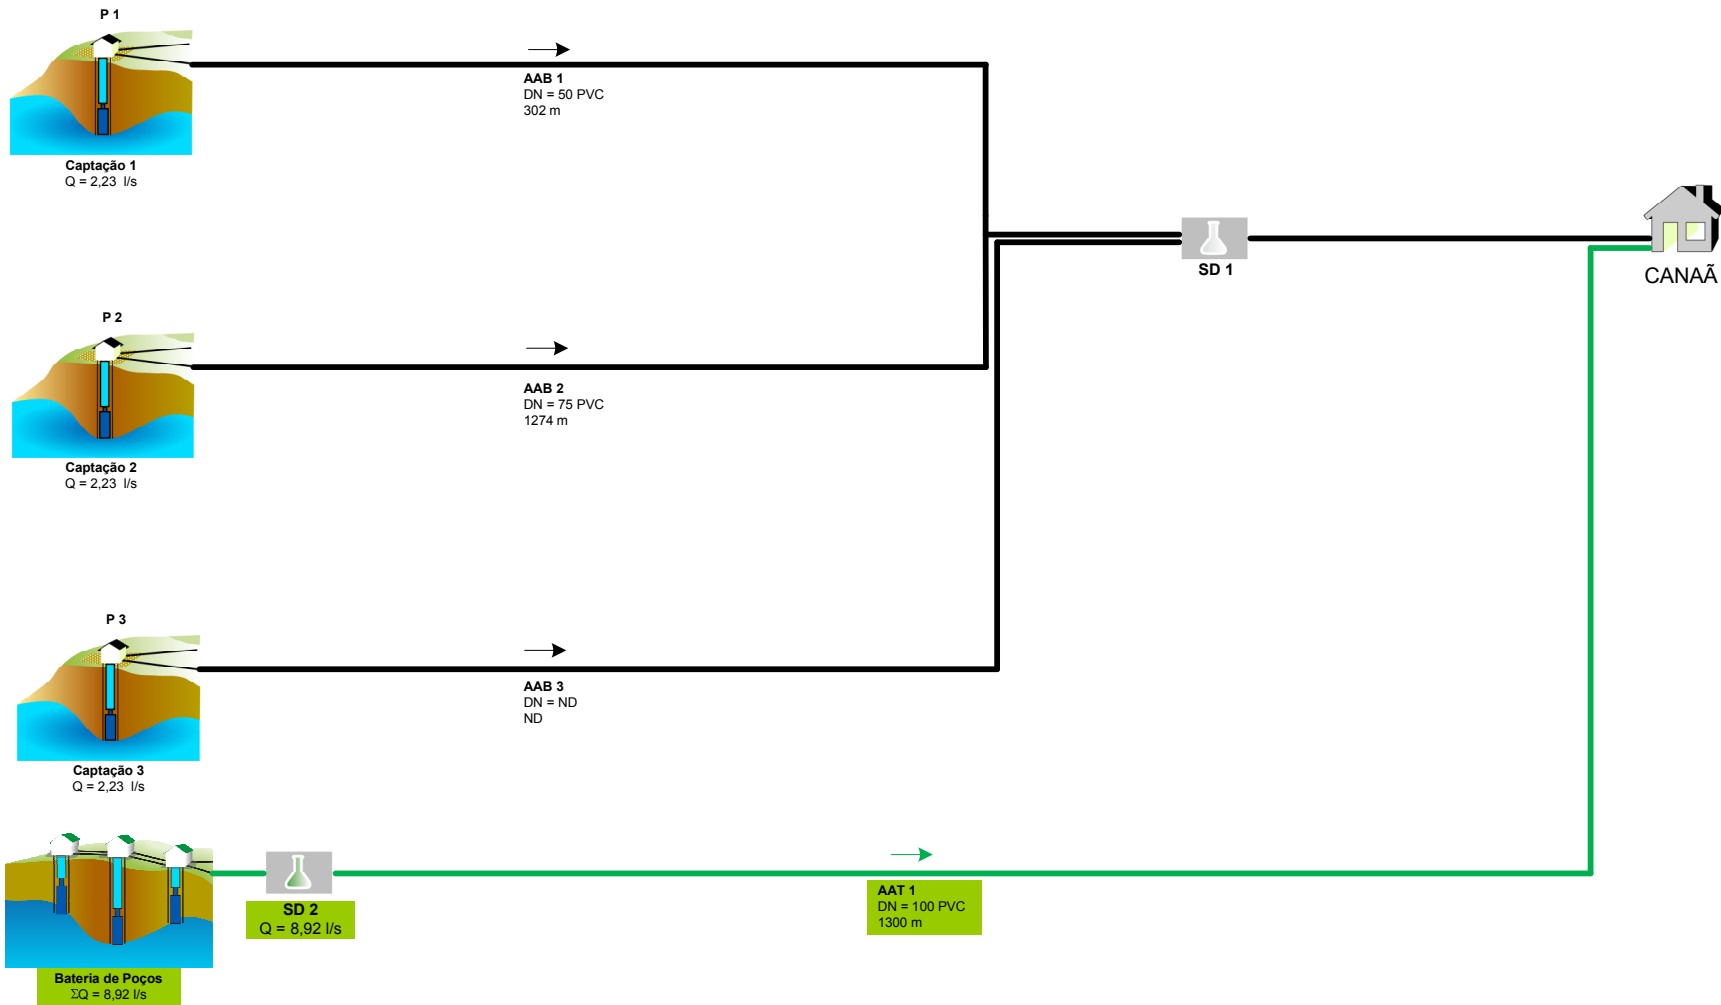 P 1
AAB 1
DN = 50 PVC
302 m
Captação 1
Q = 2,23 l/s
SD 1
CANAÃ
P 2
AAB 2
DN = 75 PVC
1274 m
Captação 2
Q = 2,23 l/s
P 3
AAB 3
DN = ND
ND
Captação 3
Q = 2,23 l/s
SD 2
Q = 8,92 l/s
AAT 1
DN = 100 PVC
1300 m
Bateria de Poços
ΣQ = 8,92 l/s